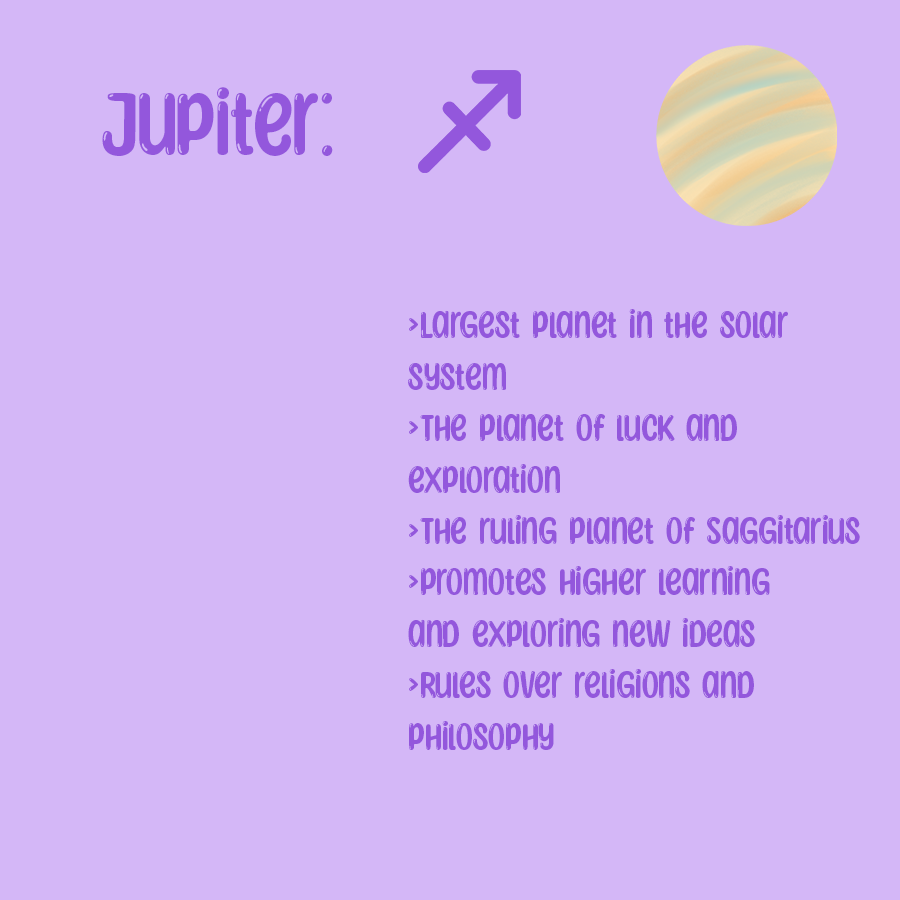 Jupiter:
>Largest planet in the solar
system
>The planet of luck and
exploration
>The ruling planet of Saggitarius
>Promotes higher learning
and exploring new ideas
>Rules over religions and
philosophy